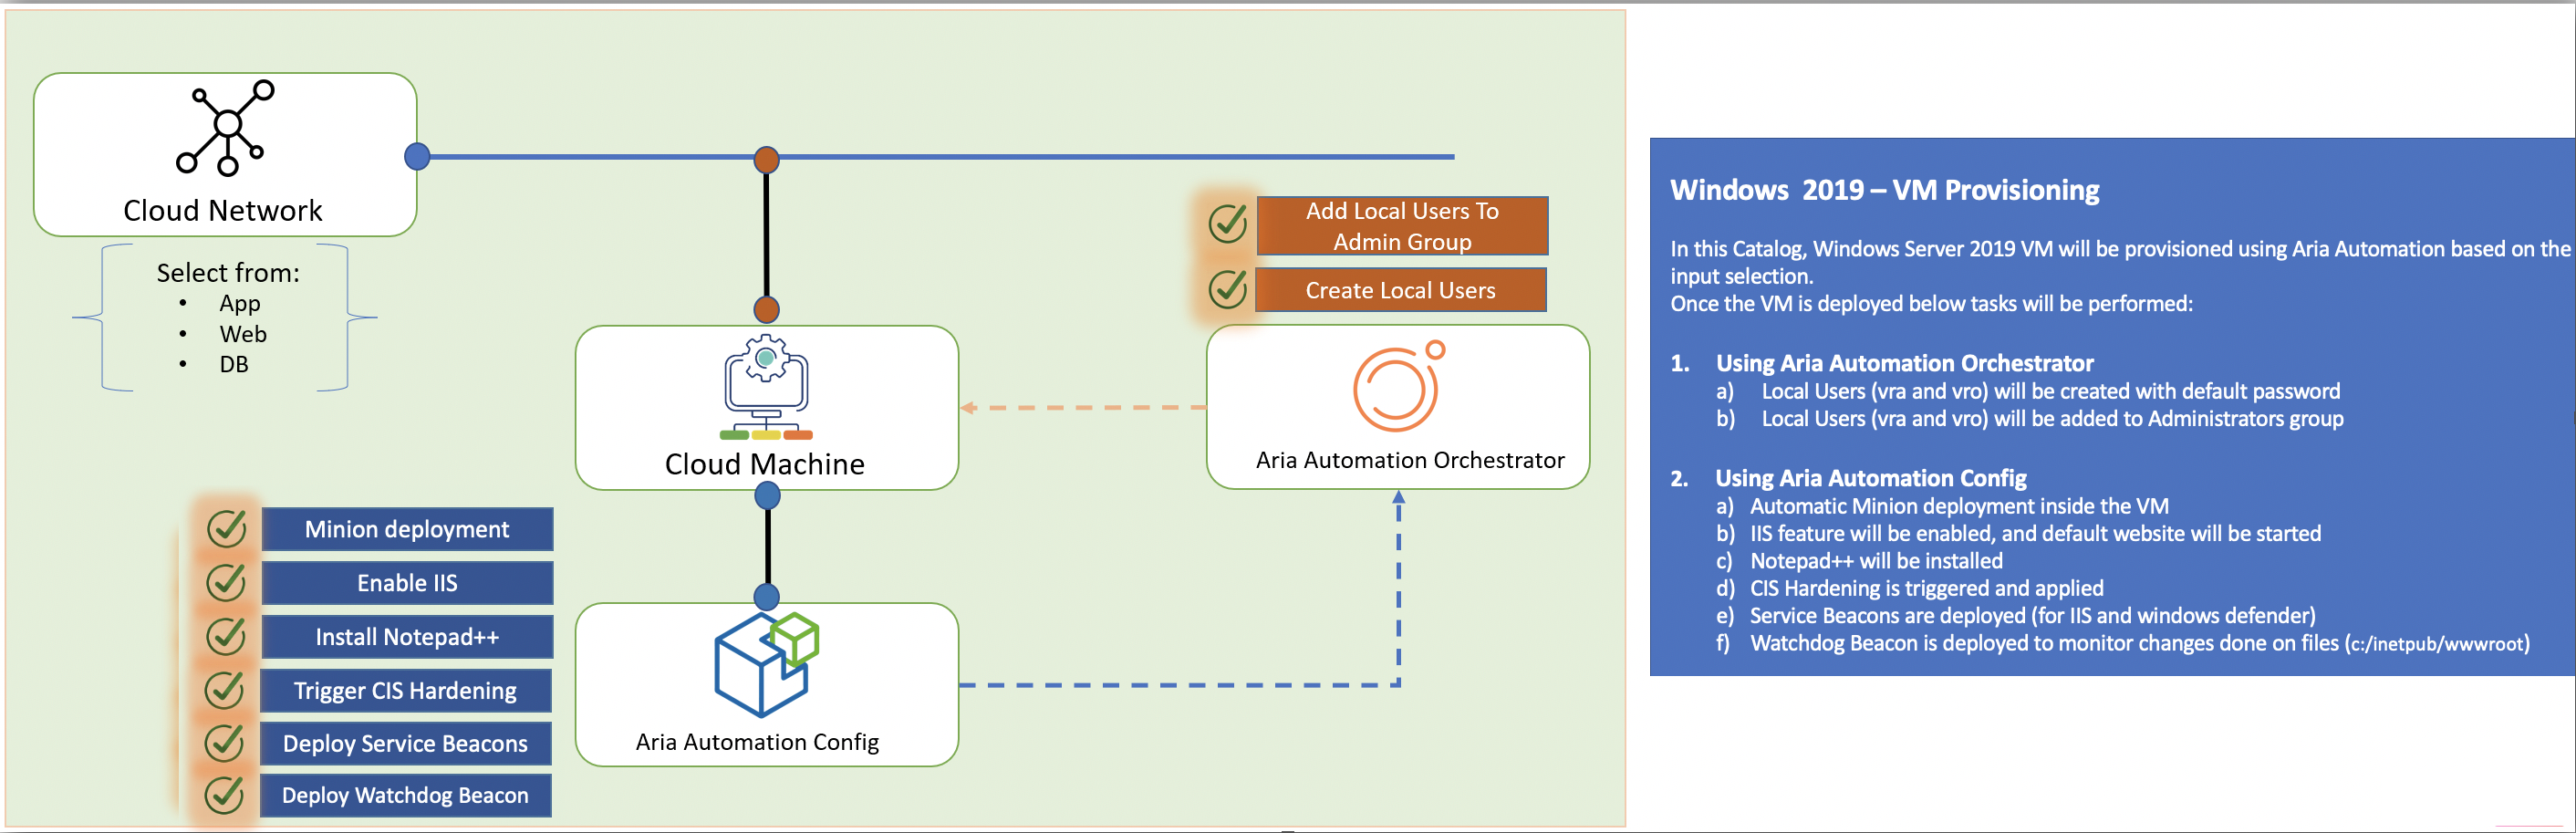 Cloud Network
Select from:
• App
• Web
• DB
Add Local Users To
Admin Group
Create Local Users
Cloud Machine
Aria Automation Orchestrator
Minion deployment
Enable IIS
Install Notepad++
Trigger CIS Hardening
Deploy Service Beacons
Deploy Watchdog Beacon
Aria Automation Config
Windows 2019 – VM Provisioning
In this Catalog, Windows Server 2019 VM will be provisioned using Aria Automation based on the
input selection.
Once the VM is deployed below tasks will be performed:
1. Using Aria Automation Orchestrator
a) Local Users (vra and vro) will be created with default password
b) Local Users (vra and vro) will be added to Administrators group
2. Using Aria Automation Config
a) Automatic Minion deployment inside the VM
b) IIS feature will be enabled, and default website will be started
c) Notepad++ will be installed
d) CIS Hardening is triggered and applied
e) Service Beacons are deployed (for IIS and windows defender)
f) Watchdog Beacon is deployed to monitor changes done on files (c:/inetpub/wwwroot)